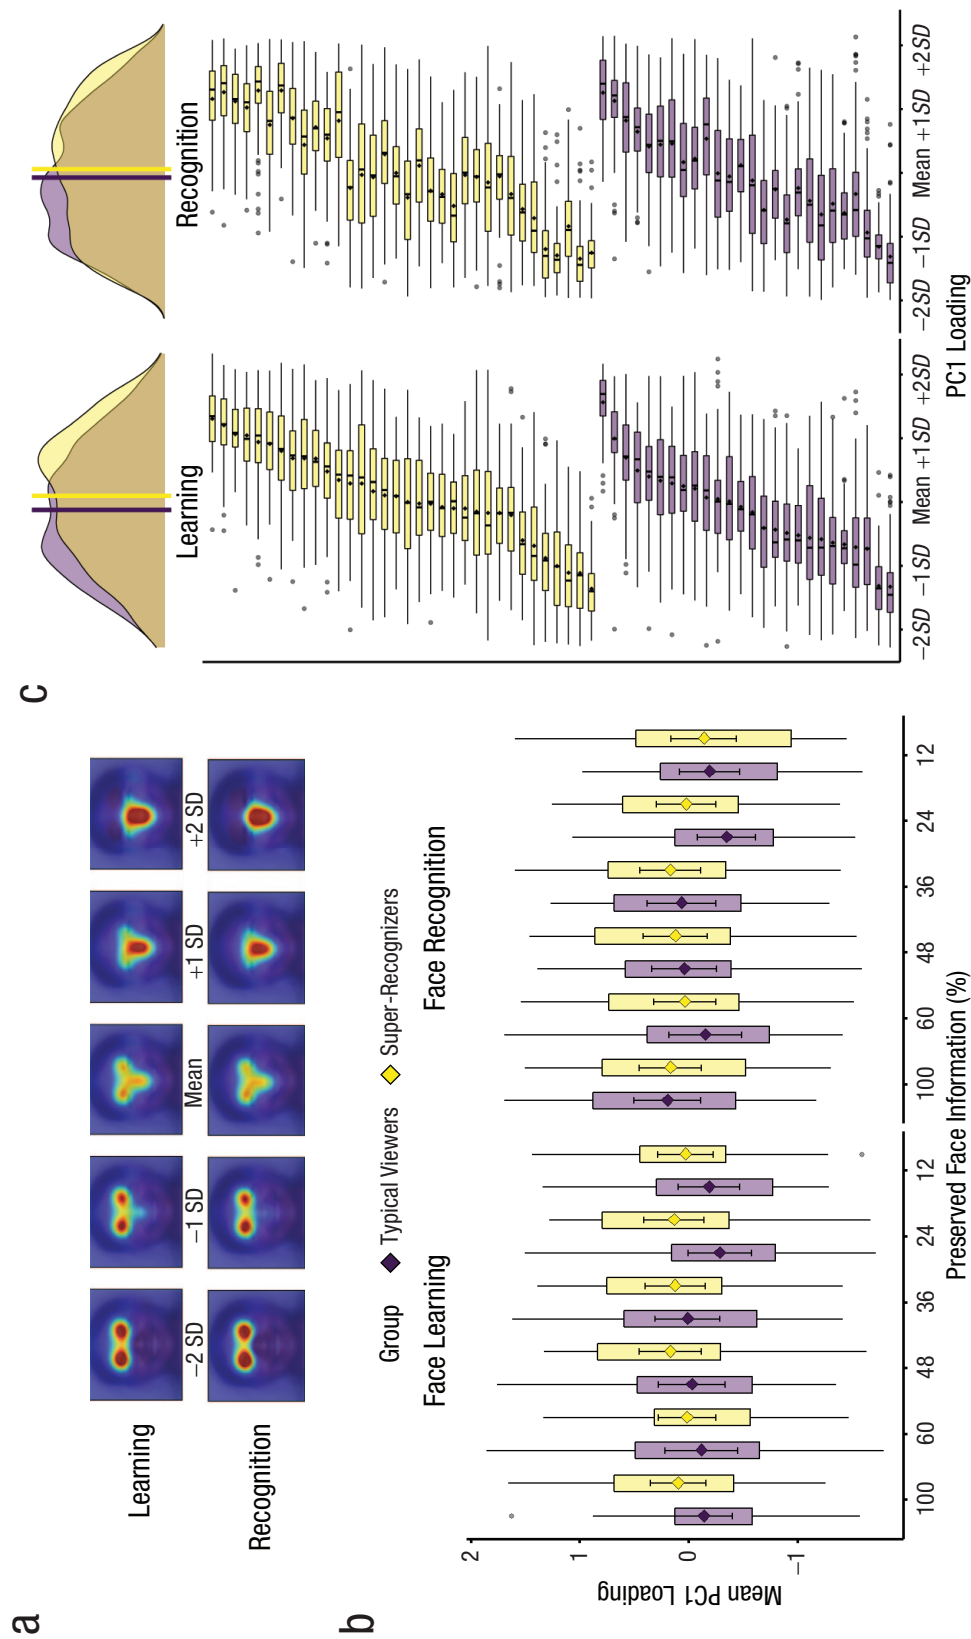 a
Learning
−2 SD −1 SD Mean +1 SD +2 SD
Recognition
b
Group Typical Viewers Super-Recognizers
Face Learning Face Recognition
Mean PC1 Loading
2
1
0
−1
100 60 48 36 24 12 100 60 48 36 24 12
Preserved Face Information (%)
c
Learning Recognition
−2SD −1SD Mean +1SD +2SD −2SD −1SD Mean +1SD +2SD
PC1 Loading